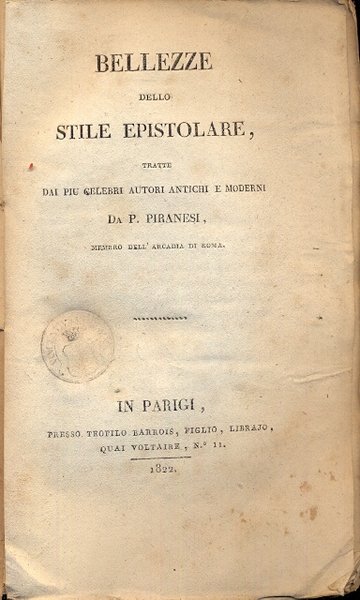 BELLEZZE
DELLO
STILE EPISTOLARE,
TRATTE
DAI PIU CELEBRI AUTORI ANTICHI E MODERNI
DA P. PIRANESI,
MEMBRO DELL' ARCADIA DI ROMA.
IN PARIGI,
PRESSO TEOFILO BARROIS, FIGLIO, LIBRAJO,
QUAI VOLTAIRE, N.º 11.
1822.